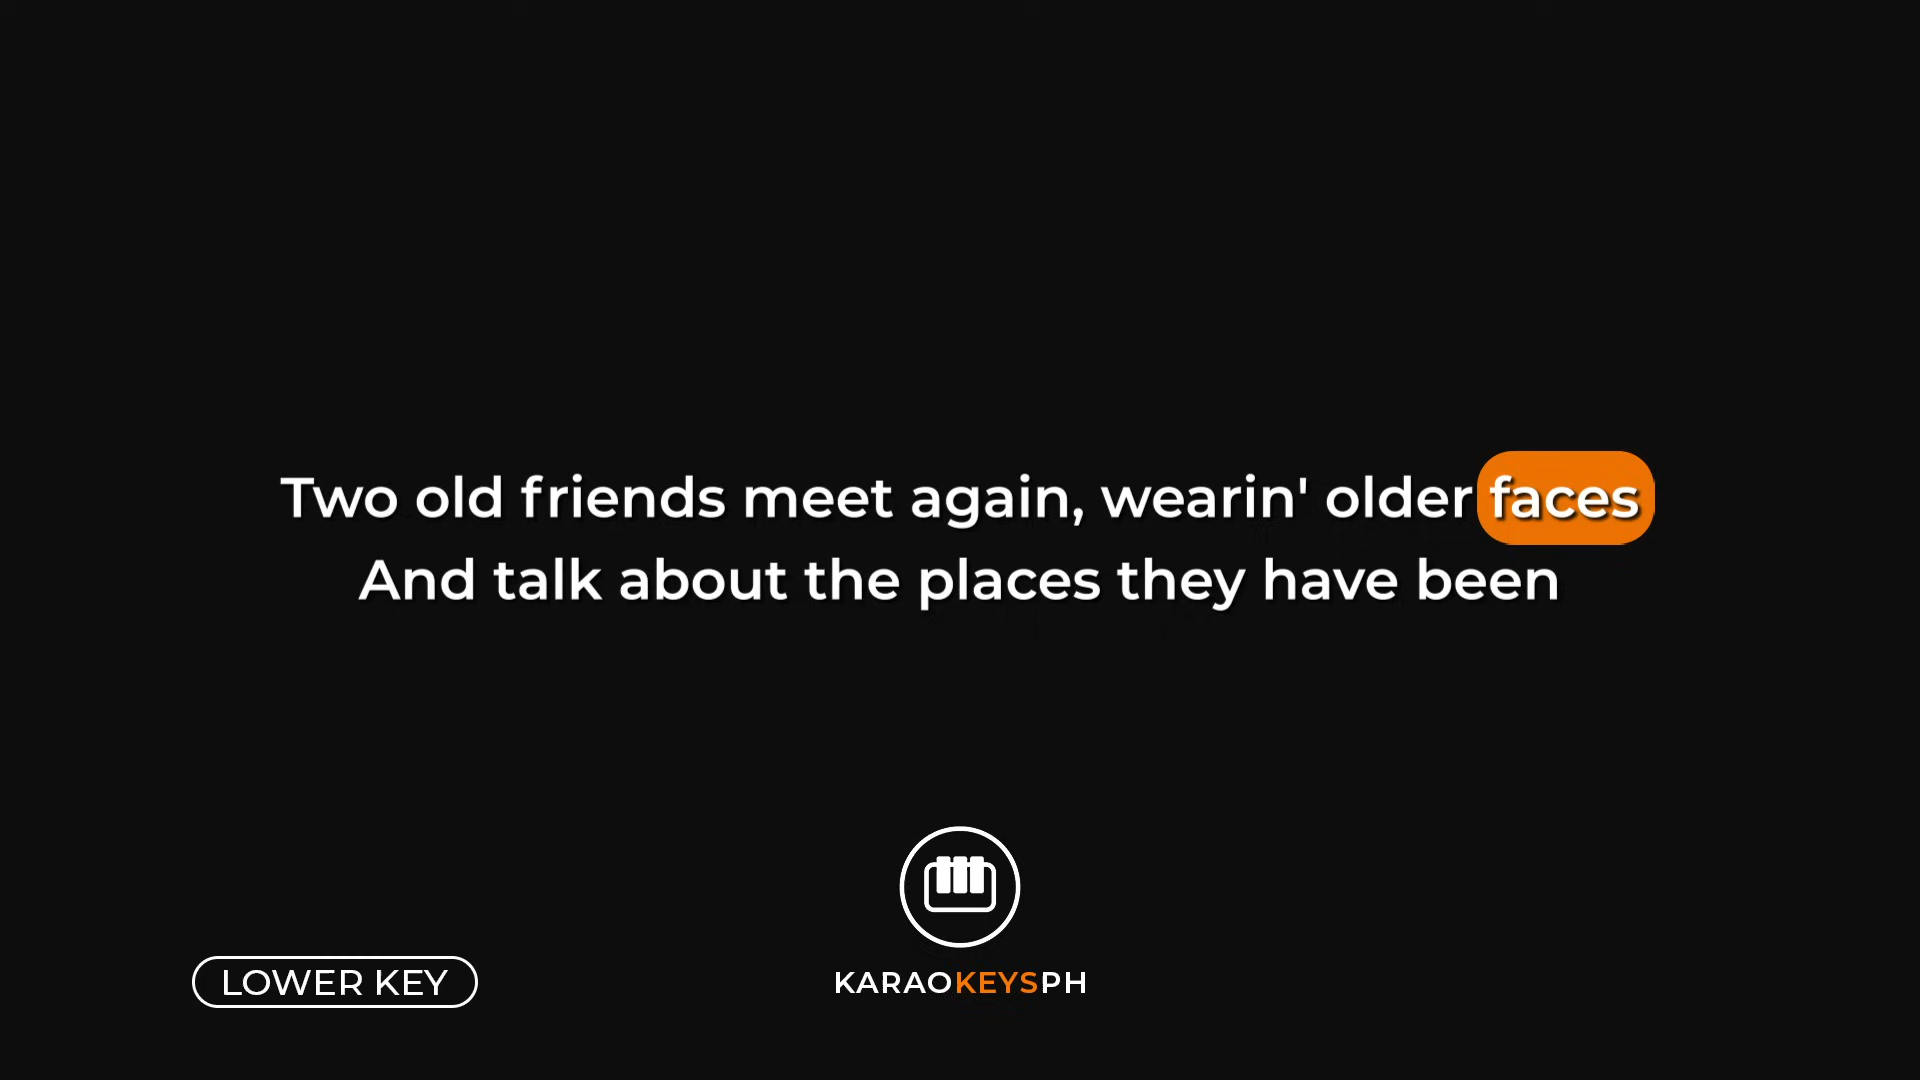 Two old friends meet again, wearin' older faces
And talk about the places they have been
LOWER KEY
KARAOKEYSPH